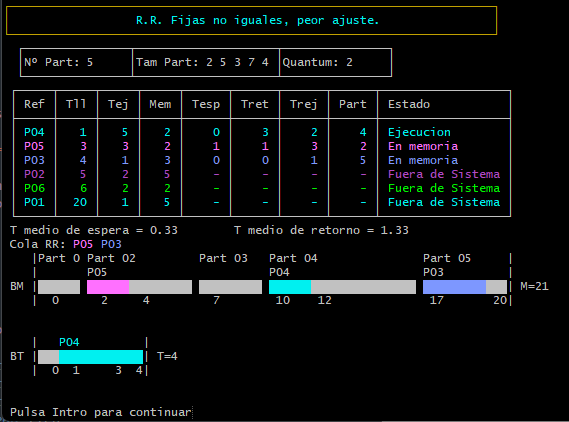 R.R. Fijas no iguales, peor ajuste.
Nº Part: 5 Tam Part: 2 5 3 7 4 Quantum: 2
Ref Tll Tej Mem Tesp Tret Trej Part Estado
P04 1 5 2 0 3 2 4 Ejecucion
P05 3 3 2 1 1 3 2 En memoria
P03 4 1 3 0 0 1 5 En memoria
P02 5 2 5 - - - - Fuera de Sistema
P06 6 2 2 - - - - Fuera de Sistema
P01 20 1 5 - - - - Fuera de Sistema
T medio de espera = 0.33 T medio de retorno = 1.33
Cola RR: P05 P03
|Part 0 Part 02 Part 03 Part 04 Part 05 |
| P05 P04 P03 |
BM | | M=21
| 0 2 4 7 10 12 17 20|
| P04 |
BT | | T=4
| 0 1 3 4|
Pulsa Intro para continuar